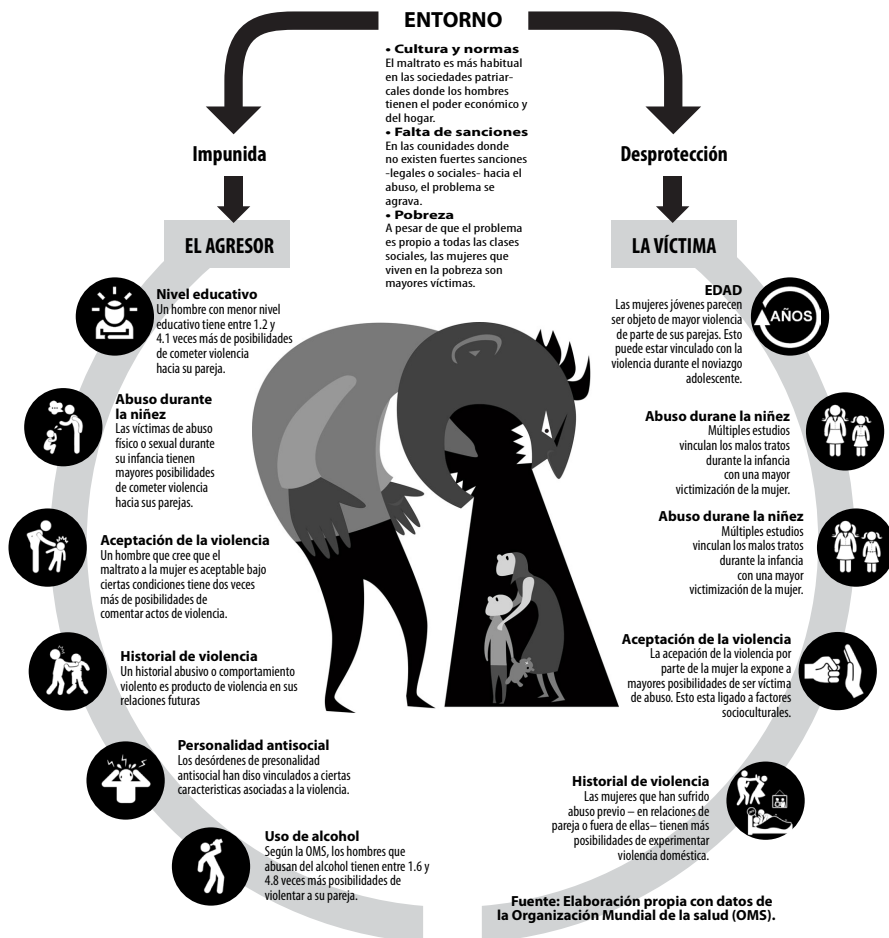 ENTORNO
• Cultura y normas
El maltrato es más habitual
en las sociedades patriar-
cales donde los hombres
tienen el poder económico y
del hogar.
• Falta de sanciones
En las counidades donde
no existen fuertes sanciones
-legales o sociales- hacia el
abuso, el problema se
agrava.
• Pobreza
A pesar de que el problema
es propio a todas las clases
sociales, las mujeres que
viven en la pobreza son
mayores víctimas.
Impunida
EL AGRESOR
Nivel educativo
Un hombre con menor nivel
educativo tiene entre 1.2 y
4.1 veces más de posibilidades
de cometer violencia
hacia su pareja.
Abuso durante
la niñez
Las víctimas de abuso
físico o sexual durante
su infancia tienen
mayores posibilidades
de cometer violencia
hacia sus parejas.
Aceptación de la violencia
Un hombre que cree que el
maltrato a la mujer es aceptable bajo
ciertas condiciones tiene dos veces
más de posibilidades de
comentar actos de violencia.
Historial de violencia
Un historial abusivo o comportamiento
violento es producto de violencia en sus
relaciones futuras
Personalidad antisocial
Los desórdenes de presonalidad
antisocial han diso vinculados a ciertas
caracteristicas asociadas a la violencia.
Uso de alcohol
Según la OMS, los hombres que
abusan del alcohol tienen entre 1.6 y
4.8 veces más posibilidades de
violentar a su pareja.
Desprotección
LA VÍCTIMA
EDAD
Las mujeres jóvenes parecen
ser objeto de mayor violencia
de parte de sus parejas. Esto
puede estar vinculado con la
violencia durante el noviazgo
adolescente.
AÑOS
Abuso durane la niñez
Múltiples estudios
vinculan los malos tratos
durante la infancia
con una mayor
victimización de la mujer.
Abuso durane la niñez
Múltiples estudios
vinculan los malos tratos
durante la infancia
con una mayor
victimización de la mujer.
Aceptación de la violencia
La acepación de la violencia por
parte de la mujer la expone a
mayores posibilidades de ser víctima
de abuso. Esto esta ligado a factores
socioculturales.
Historial de violencia
Las mujeres que han sufrido
abuso previo – en relaciones de
pareja o fuera de ellas– tienen más
posibilidades de experimentar
violencia doméstica.
Fuente: Elaboración propia con datos de
la Organización Mundial de la salud (OMS).